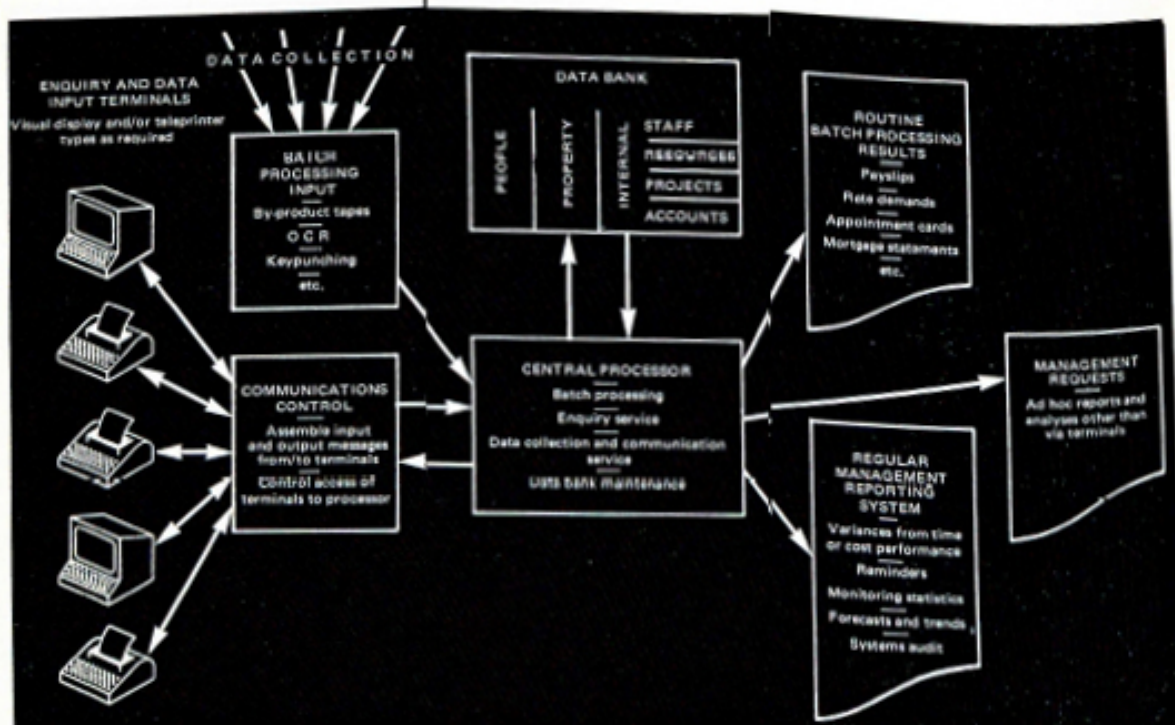 DATA COLLECTION
ENQUIRY AND DATA
INPUT TERMINALS
Visual display and/or teleprinter
types as required
BATCH
PROCESSING
INPUT
By-product tapes
OCR
Keypunching
etc.
COMMUNICATIONS
CONTROL
Assemble input
and output messages
from/to terminals
Control access of
terminals to processor
DATA BANK
PEOPLE
PROPERTY
INTERNAL
STAFF
RESOURCES
PROJECTS
ACCOUNTS
CENTRAL PROCESSOR
Batch processing
Enquiry service
Data collection and communication
service
Data bank maintenance
ROUTINE
BATCH PROCESSING
RESULTS
Payslips
Rate demands
Appointment cards
Mortgage statements
etc.
MANAGEMENT
REQUESTS
Ad hoc reports and
analyses other than
via terminals
REGULAR
MANAGEMENT
REPORTING
SYSTEM
Variances from time
or cost performance
Reminders
Monitoring statistics
Forecasts and trends
Systems audit